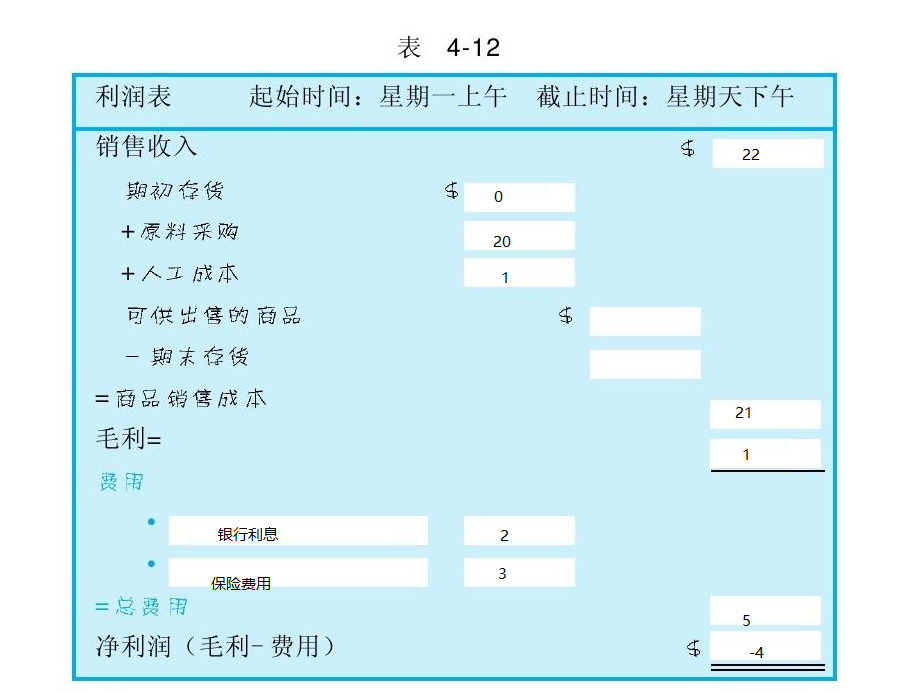 表 4-12
利润表 起始时间：星期一上午 截止时间：星期天下午
销售收入 $ 22
期初存货 $ 0
+原料采购 20
+人工成本 1
可供出售的商品 $
－期末存货
=商品销售成本 21
毛利= 1
费用
• 银行利息 2
• 保险费用 3
=总费用 5
净利润（毛利－费用） $ -4